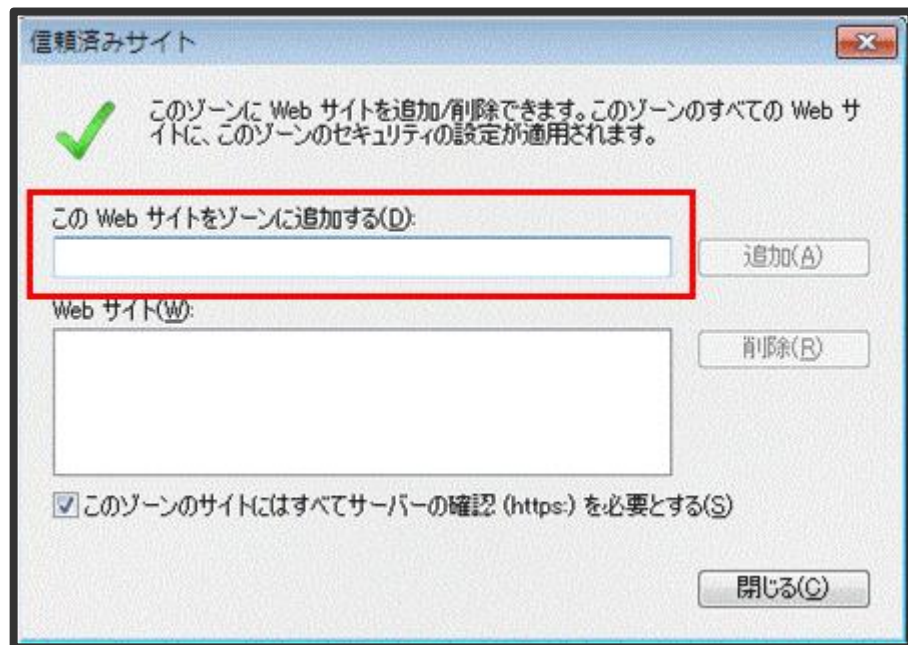 信頼済みサイト
このゾーンに Web サイトを追加/削除できます。このゾーンのすべての Web サ
イトに、このゾーンのセキュリティの設定が適用されます。
この Web サイトをゾーンに追加する(D):
追加(A)
Web サイト(W):
削除(R)
このゾーンのサイトにはすべてサーバーの確認 (https:) を必要とする(S)
閉じる(C)